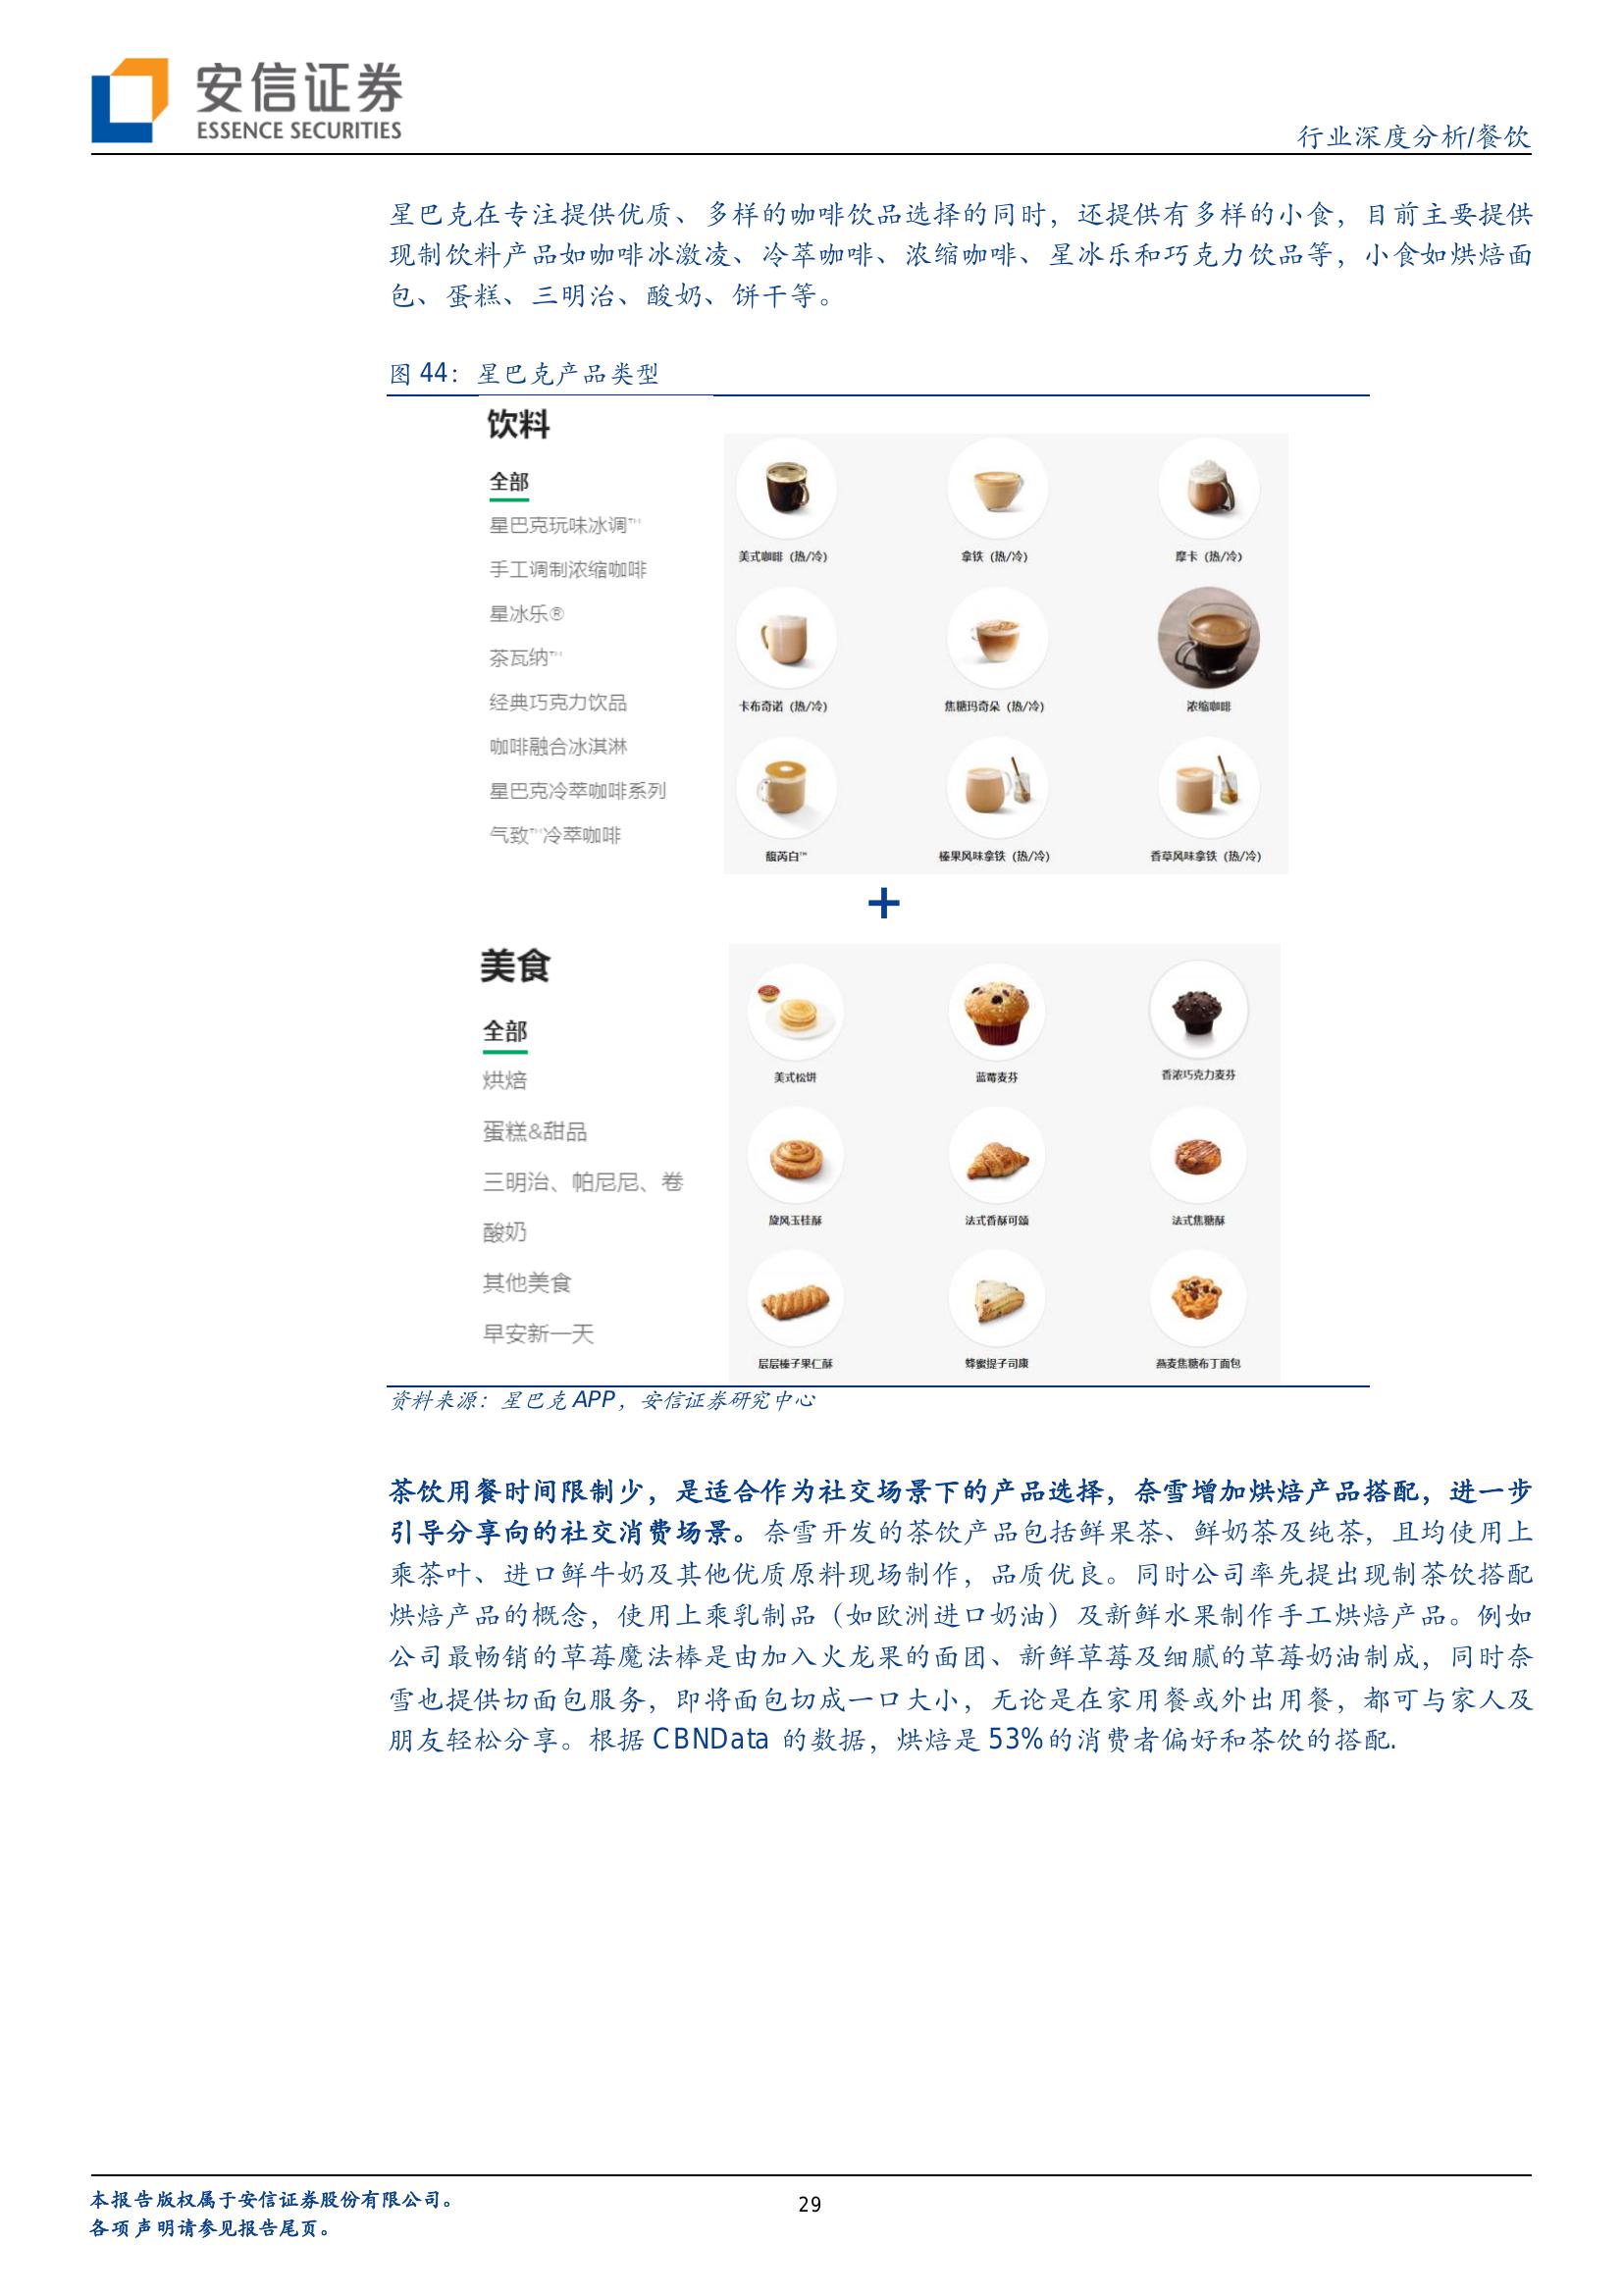 安信证券
ESSENCE SECURITIES
行业深度分析/餐饮
星巴克在专注提供优质、多样的咖啡饮品选择的同时，还提供有多样的小食，目前主要提供
现制饮料产品如咖啡冰激凌、冷萃咖啡、浓缩咖啡、星冰乐和巧克力饮品等，小食如烘焙面
包、蛋糕、三明治、酸奶、饼干等。
图 44：星巴克产品类型
饮料
全部
星巴克玩味冰调™
手工调制浓缩咖啡
星冰乐®
茶瓦纳™
经典巧克力饮品
咖啡融合冰淇淋
星巴克冷萃咖啡系列
气致™冷萃咖啡
美式咖啡（热/冷） 拿铁（热/冷） 摩卡（热/冷）
卡布奇诺（热/冷） 焦糖玛奇朵（热/冷） 浓缩咖啡
馥芮白™ 榛果风味拿铁（热/冷） 香草风味拿铁（热/冷）
+
美食
全部
烘焙
蛋糕&甜品
三明治、帕尼尼、卷
酸奶
其他美食
早安新一天
美式松饼 蓝莓麦芬 香浓巧克力麦芬
旋风玉桂酥 法式香酥可颂 法式焦糖酥
层层榛子果仁酥 蜂蜜提子司康 燕麦焦糖布丁面包
资料来源：星巴克 APP，安信证券研究中心
茶饮用餐时间限制少，是适合作为社交场景下的产品选择，奈雪增加烘焙产品搭配，进一步
引导分享向的社交消费场景。奈雪开发的茶饮产品包括鲜果茶、鲜奶茶及纯茶，且均使用上
乘茶叶、进口鲜牛奶及其他优质原料现场制作，品质优良。同时公司率先提出现制茶饮搭配
烘焙产品的概念，使用上乘乳制品（如欧洲进口奶油）及新鲜水果制作手工烘焙产品。例如
公司最畅销的草莓魔法棒是由加入火龙果的面团、新鲜草莓及细腻的草莓奶油制成，同时奈
雪也提供切面包服务，即将面包切成一口大小，无论是在家用餐或外出用餐，都可与家人及
朋友轻松分享。根据 CBNData 的数据，烘焙是 53%的消费者偏好和茶饮的搭配.
本报告版权属于安信证券股份有限公司。
29
各项声明请参见报告尾页。